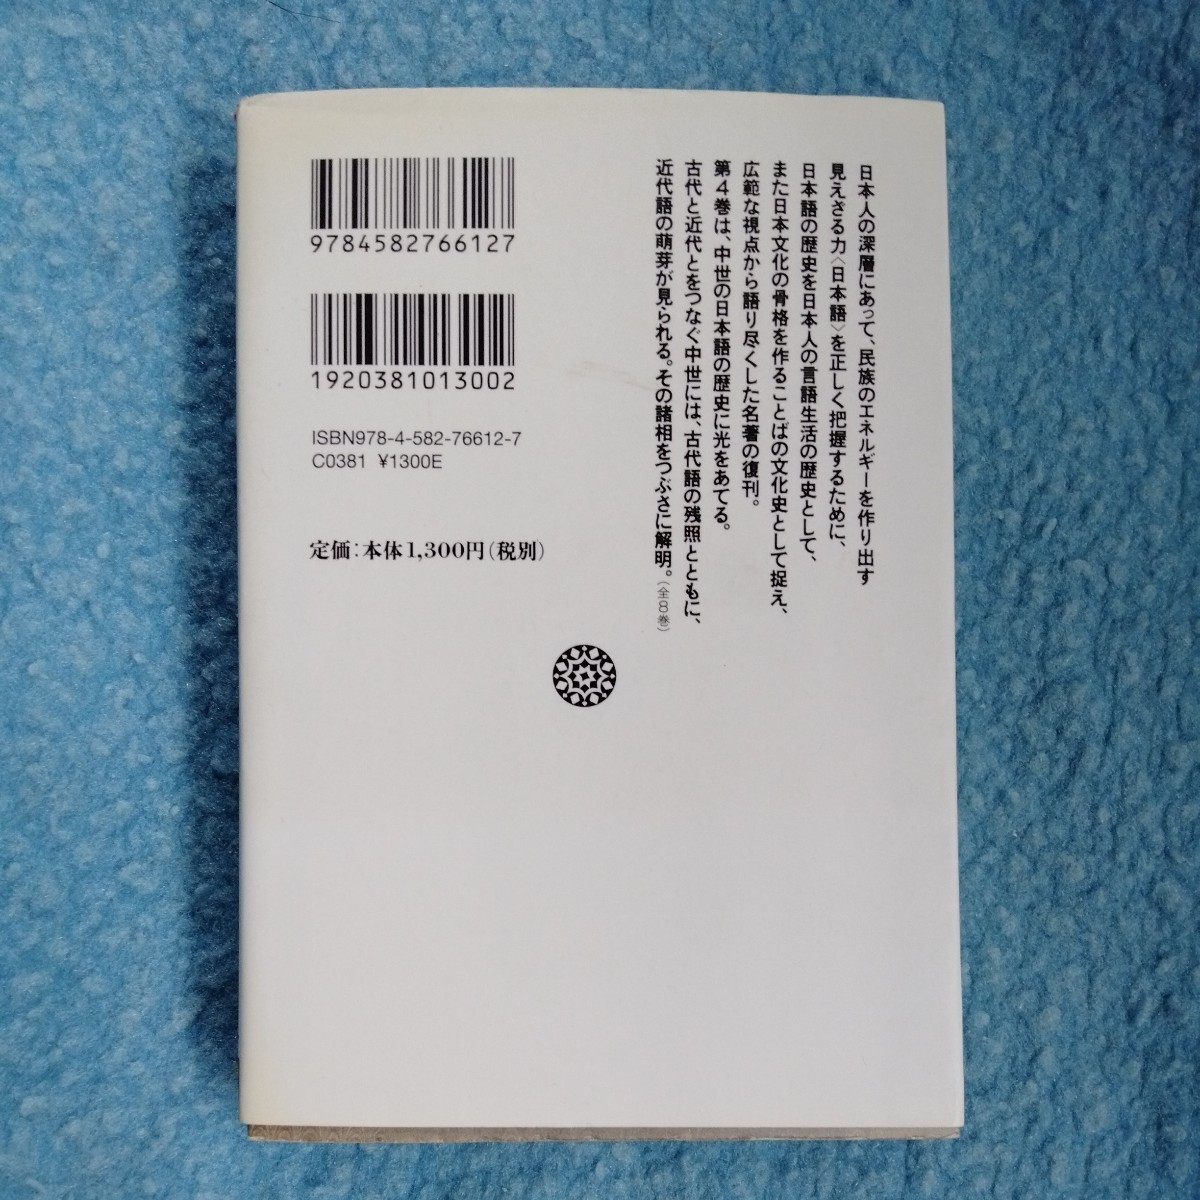 日本人の深層にあって、民族のエネルギーを作り出す
見えざる力〈日本語〉を正しく把握するために、
日本語の歴史を日本人の言語生活の歴史として、
また日本文化の骨格を作ることばの文化史として捉え、
広範な視点から語り尽くした名著の復刊。
第4巻は、中世の日本語の歴史に光をあてる。
古代と近代とをつなぐ中世には、古代語の残照とともに、
近代語の萌芽が見られる。その諸相をつぶさに解明。（全8巻）
9784582766127
1920381013002
ISBN978-4-582-76612-7
C0381 ¥1300E
定価：本体1,300円（税別）